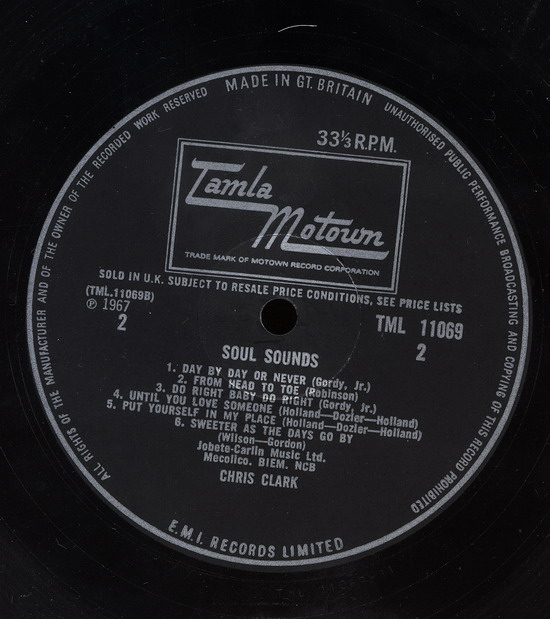 MADE IN GT. BRITAIN
UNAUTHORISED PUBLIC PERFORMANCE BROADCASTING AND COPYING OF THIS RECORD PROHIBITED
ALL RIGHTS OF THE MANUFACTURER AND OF THE OWNER OF THE RECORDED WORK RESERVED
33⅓ R.P.M.
Tamla
Motown
TRADE MARK OF MOTOWN RECORD CORPORATION
SOLD IN U.K. SUBJECT TO RESALE PRICE CONDITIONS, SEE PRICE LISTS
(TML.11069B)
℗ 1967
2
TML 11069
2
SOUL SOUNDS
1. DAY BY DAY OR NEVER (Gordy, Jr.)
2. FROM HEAD TO TOE (Robinson)
3. DO RIGHT BABY DO RIGHT (Gordy, Jr.)
4. UNTIL YOU LOVE SOMEONE (Holland—Dozier—Holland)
5. PUT YOURSELF IN MY PLACE (Holland—Dozier—Holland)
6. SWEETER AS THE DAYS GO BY
(Wilson—Gordon)
Jobete-Carlin Music Ltd.
Mecolico. BIEM. NCB
CHRIS CLARK
E.M.I. RECORDS LIMITED